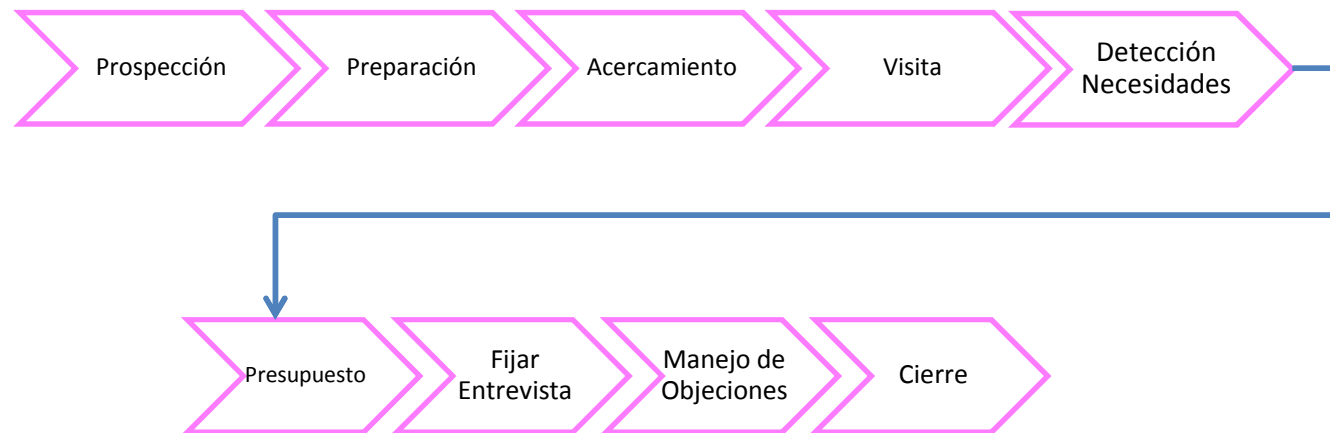 Prospección
Preparación
Acercamiento
Visita
Detección
Necesidades
Presupuesto
Fijar
Entrevista
Manejo de
Objeciones
Cierre